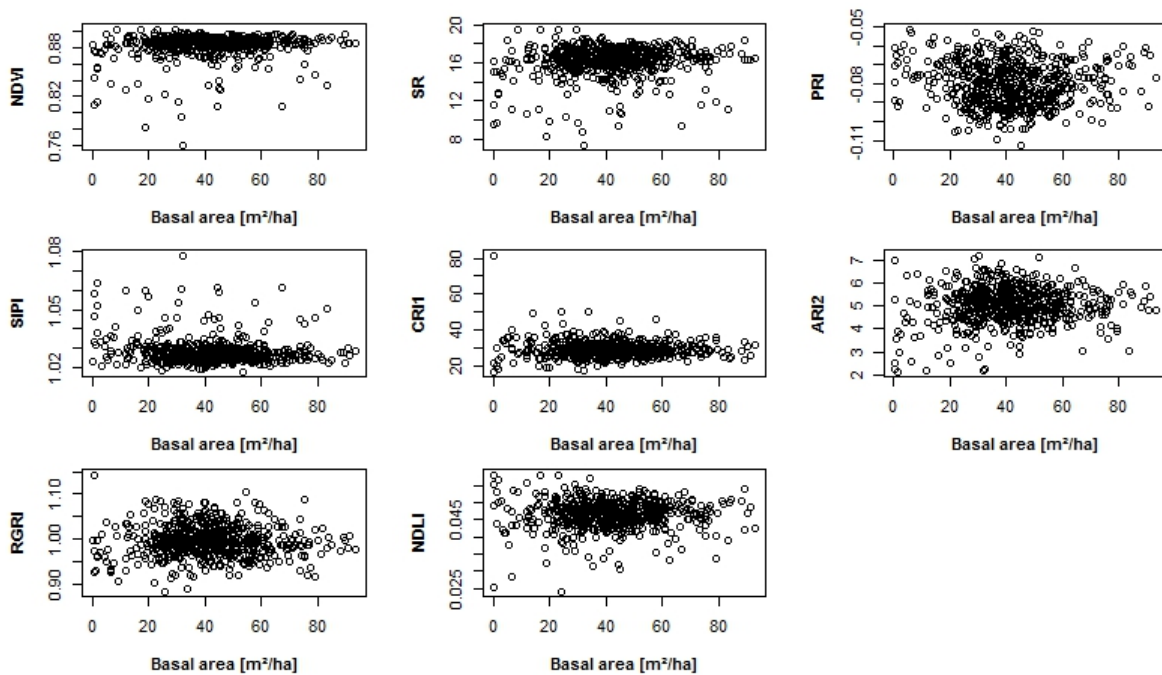 NDVI
0.76 0.82 0.88
0 20 40 60 80
Basal area [m²/ha]
SR
8 12 16 20
0 20 40 60 80
Basal area [m²/ha]
PRI
-0.11 -0.08 -0.05
0 20 40 60 80
Basal area [m²/ha]
SIPI
1.02 1.05 1.08
0 20 40 60 80
Basal area [m²/ha]
CRI1
20 40 60 80
0 20 40 60 80
Basal area [m²/ha]
ARI2
2 3 4 5 6 7
0 20 40 60 80
Basal area [m²/ha]
RGRI
0.90 1.00 1.10
0 20 40 60 80
Basal area [m²/ha]
NDLI
0.025 0.045
0 20 40 60 80
Basal area [m²/ha]